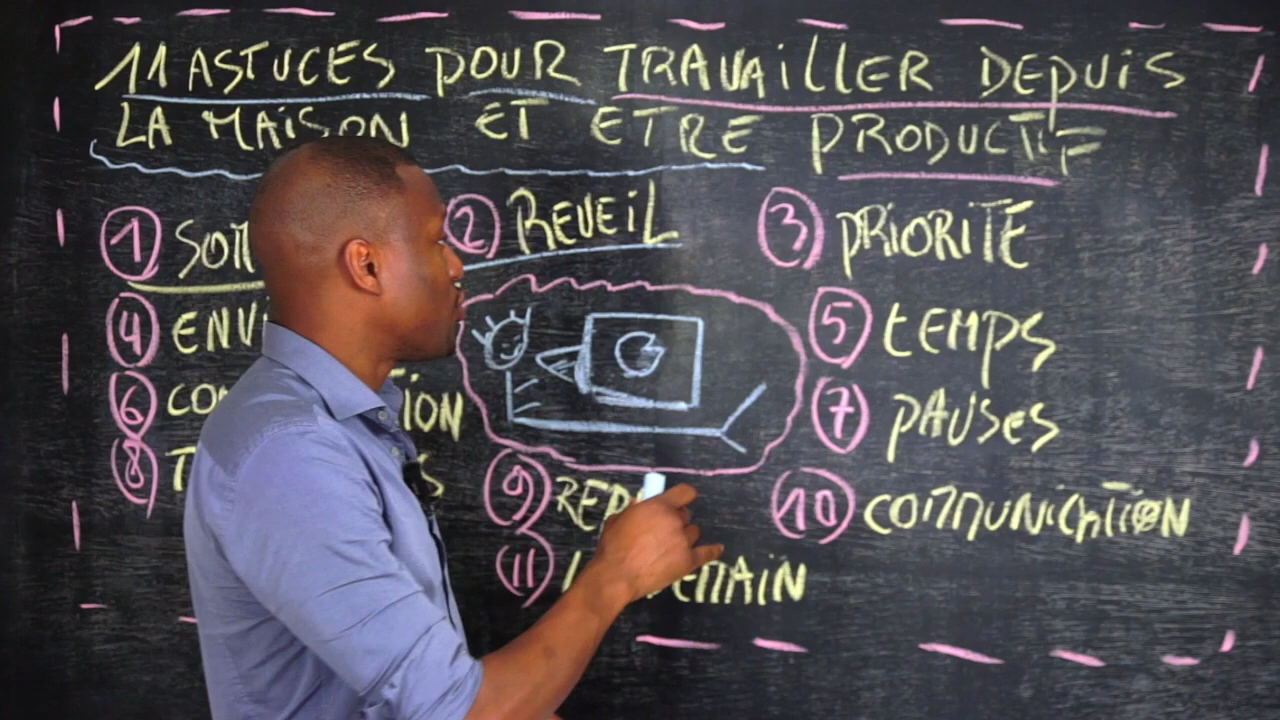 11 ASTUCES POUR TRAVAiLLER DEPUiS
LA MAiSON ET ETRE PRODUCTiF
1
2 REVEiL
3 PRiORiTE
4
5 TEMPS
6
7 PAUSES
8
9
10 COMMUNiCATiON
11